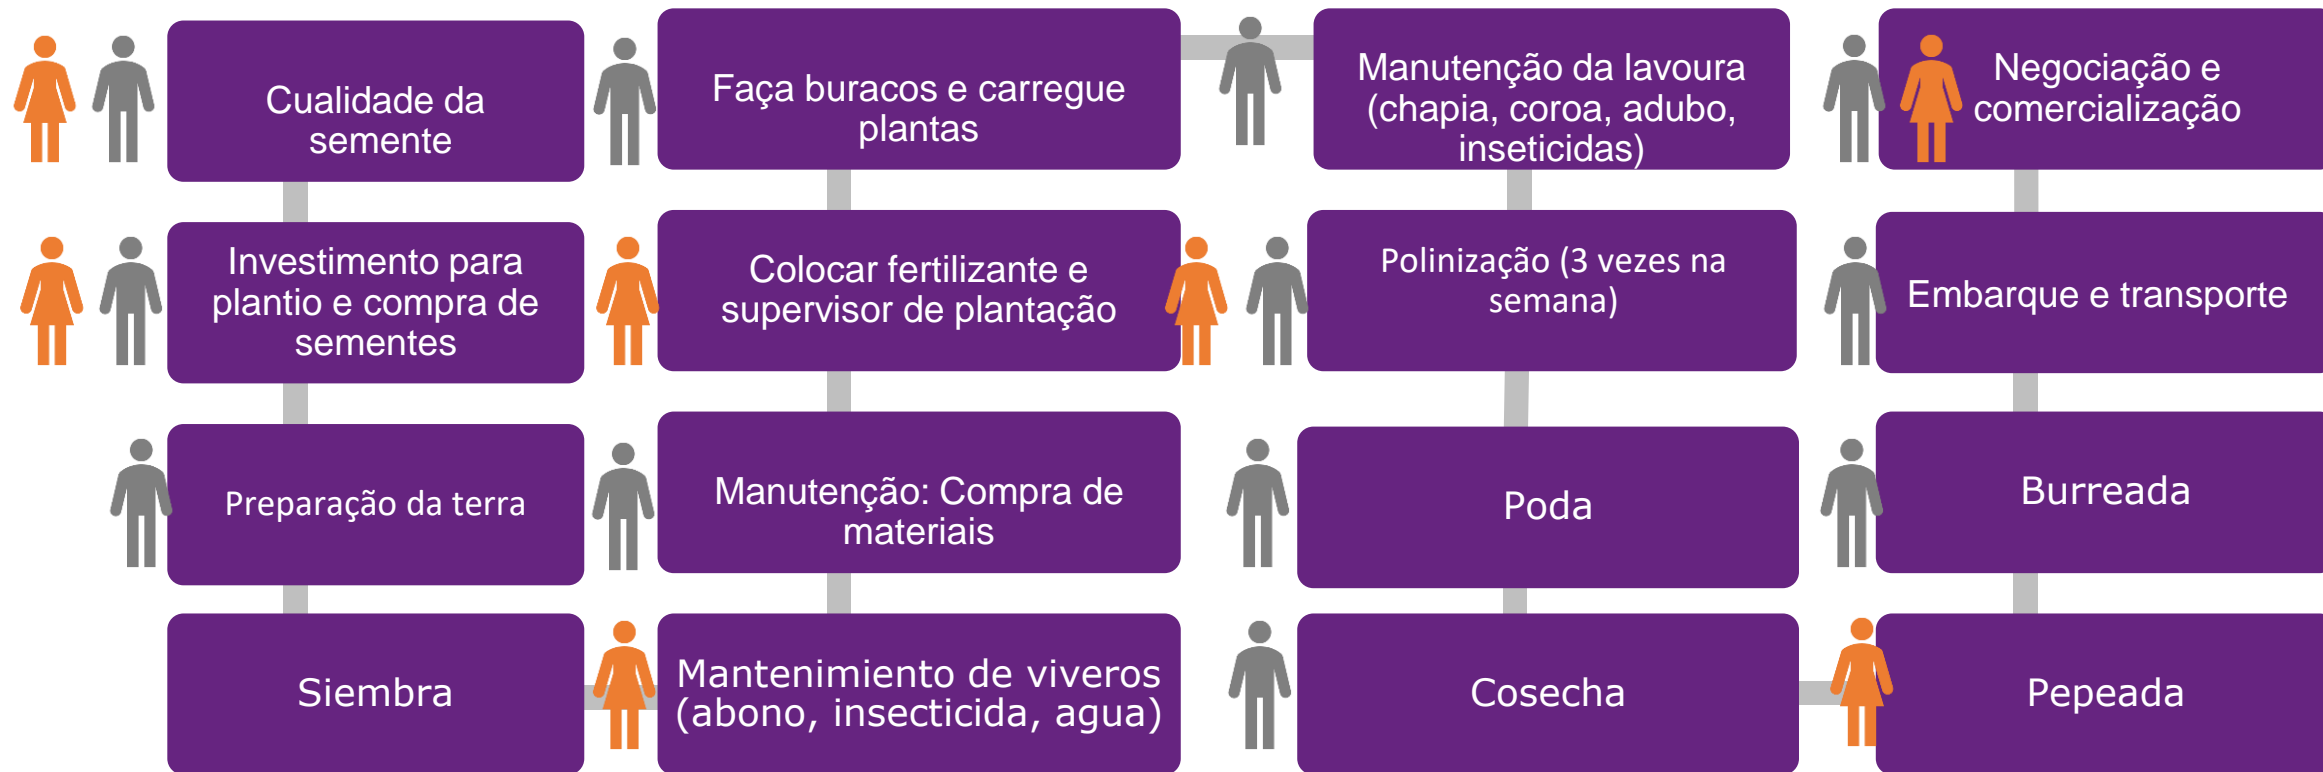 Cualidade da
semente
Investimento para
plantio e compra de
sementes
Preparação da terra
Siembra
Faça buracos e carregue
plantas
Colocar fertilizante e
supervisor de plantação
Manutenção: Compra de
materiais
Mantenimiento de viveros
(abono, insecticida, agua)
Manutenção da lavoura
(chapia, coroa, adubo,
inseticidas)
Polinização (3 vezes na
semana)
Poda
Cosecha
Negociação e
comercialização
Embarque e transporte
Burreada
Pepeada